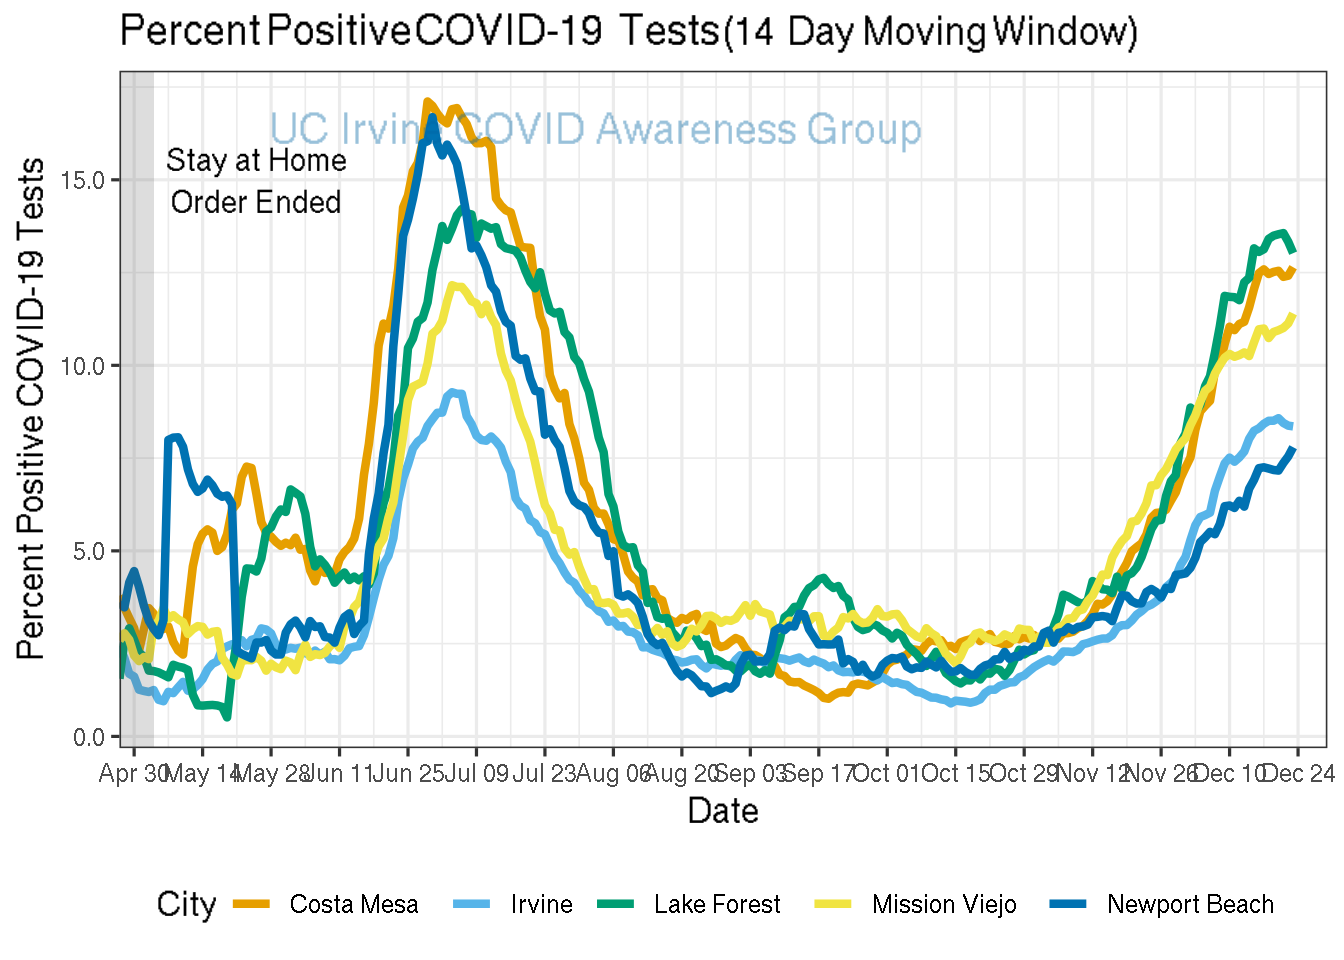 Percent Positive COVID-19 Tests (14 Day Moving Window)
UC Irvine COVID Awareness Group
Stay at Home
Order Ended
Percent Positive COVID-19 Tests
15.0
10.0
5.0
0.0
Apr 30 May 14 May 28 Jun 11 Jun 25 Jul 09 Jul 23 Aug 06 Aug 20 Sep 03 Sep 17 Oct 01 Oct 15 Oct 29 Nov 12 Nov 26 Dec 10 Dec 24
Date
City Costa Mesa Irvine Lake Forest Mission Viejo Newport Beach